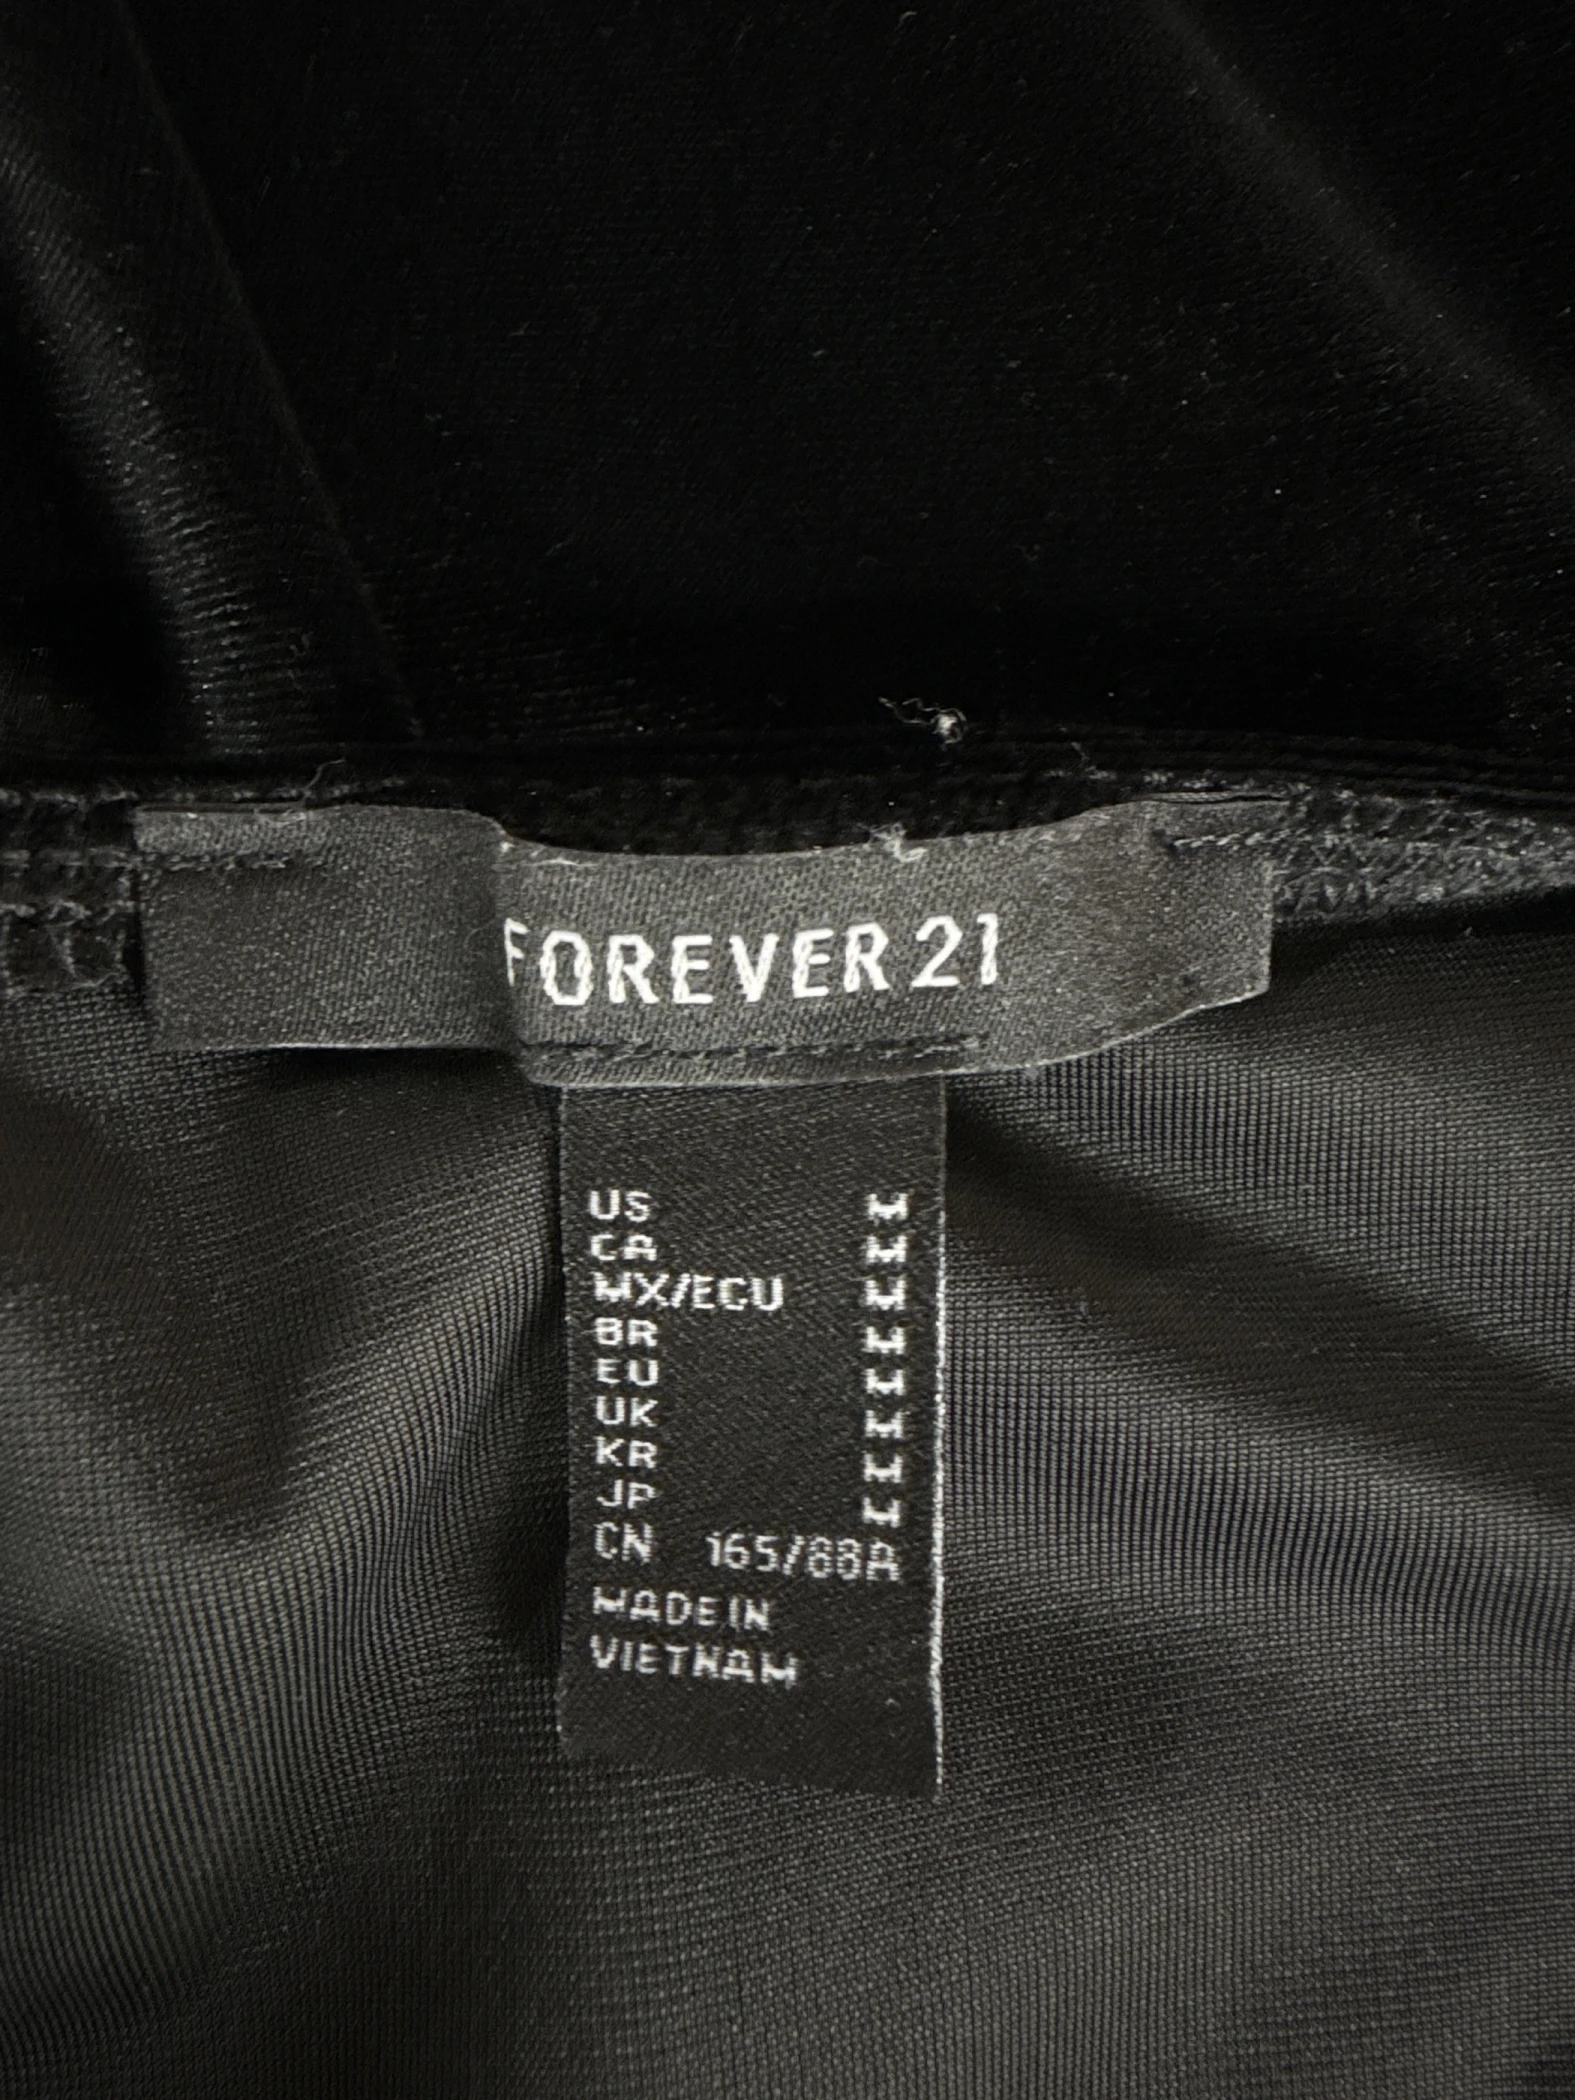 FOREVER 21
US M
CA M
MX/ECU M
BR M
EU M
UK M
KR M
JP M
CN 165/88A
MADE IN
VIETNAM